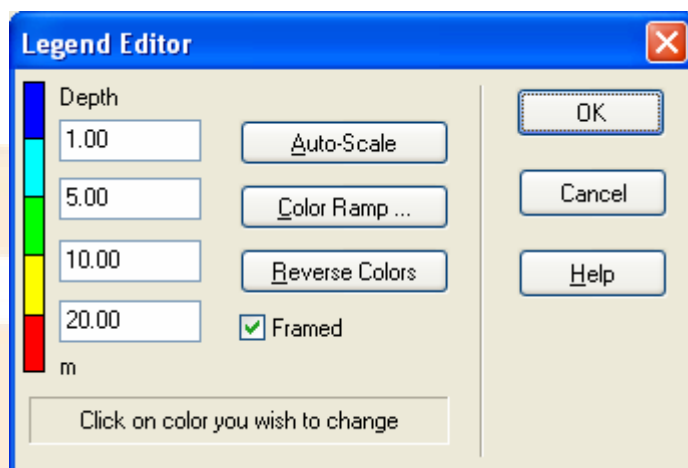 Legend Editor
Depth
1.00
5.00
10.00
20.00
m
Auto-Scale
Color Ramp ...
Reverse Colors
Framed
Click on color you wish to change
OK
Cancel
Help